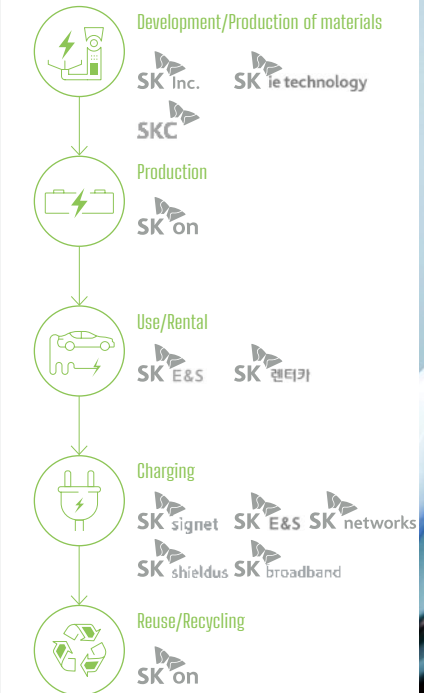 Development/Production of materials
SK Inc. SK ie technology
SKC
Production
SK on
Use/Rental
SK E&S SK 렌터카
Charging
SK signet SK E&S SK networks
SK shieldus SK broadband
Reuse/Recycling
SK on